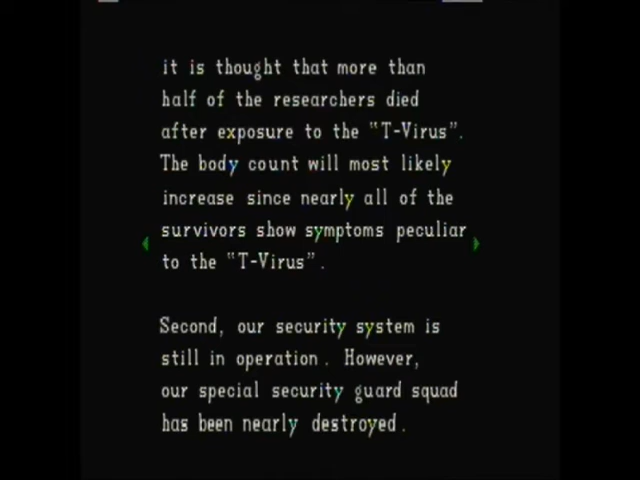 it is thought that more than
half of the researchers died
after exposure to the "T-Virus".
The body count will most likely
increase since nearly all of the
survivors show symptoms peculiar
to the "T-Virus".
Second, our security system is
still in operation. However,
our special security guard squad
has been nearly destroyed.